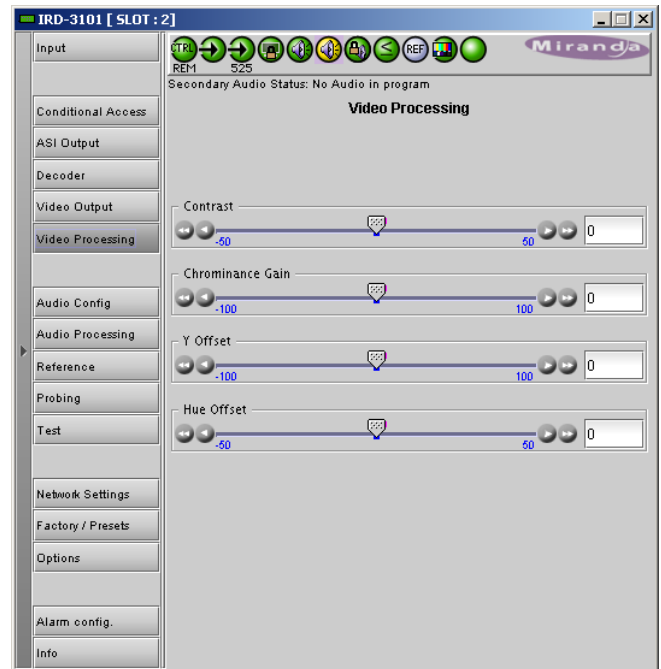 IRD-3101 [ SLOT : 2]
Input
Conditional Access
ASI Output
Decoder
Video Output
Video Processing
Audio Config
Audio Processing
Reference
Probing
Test
Network Settings
Factory / Presets
Options
Alarm config.
Info
CTRL
REF
Miranda
REM 525
Secondary Audio Status: No Audio in program
Video Processing
Contrast
-50 50 0
Chrominance Gain
-100 100 0
Y Offset
-100 100 0
Hue Offset
-50 50 0